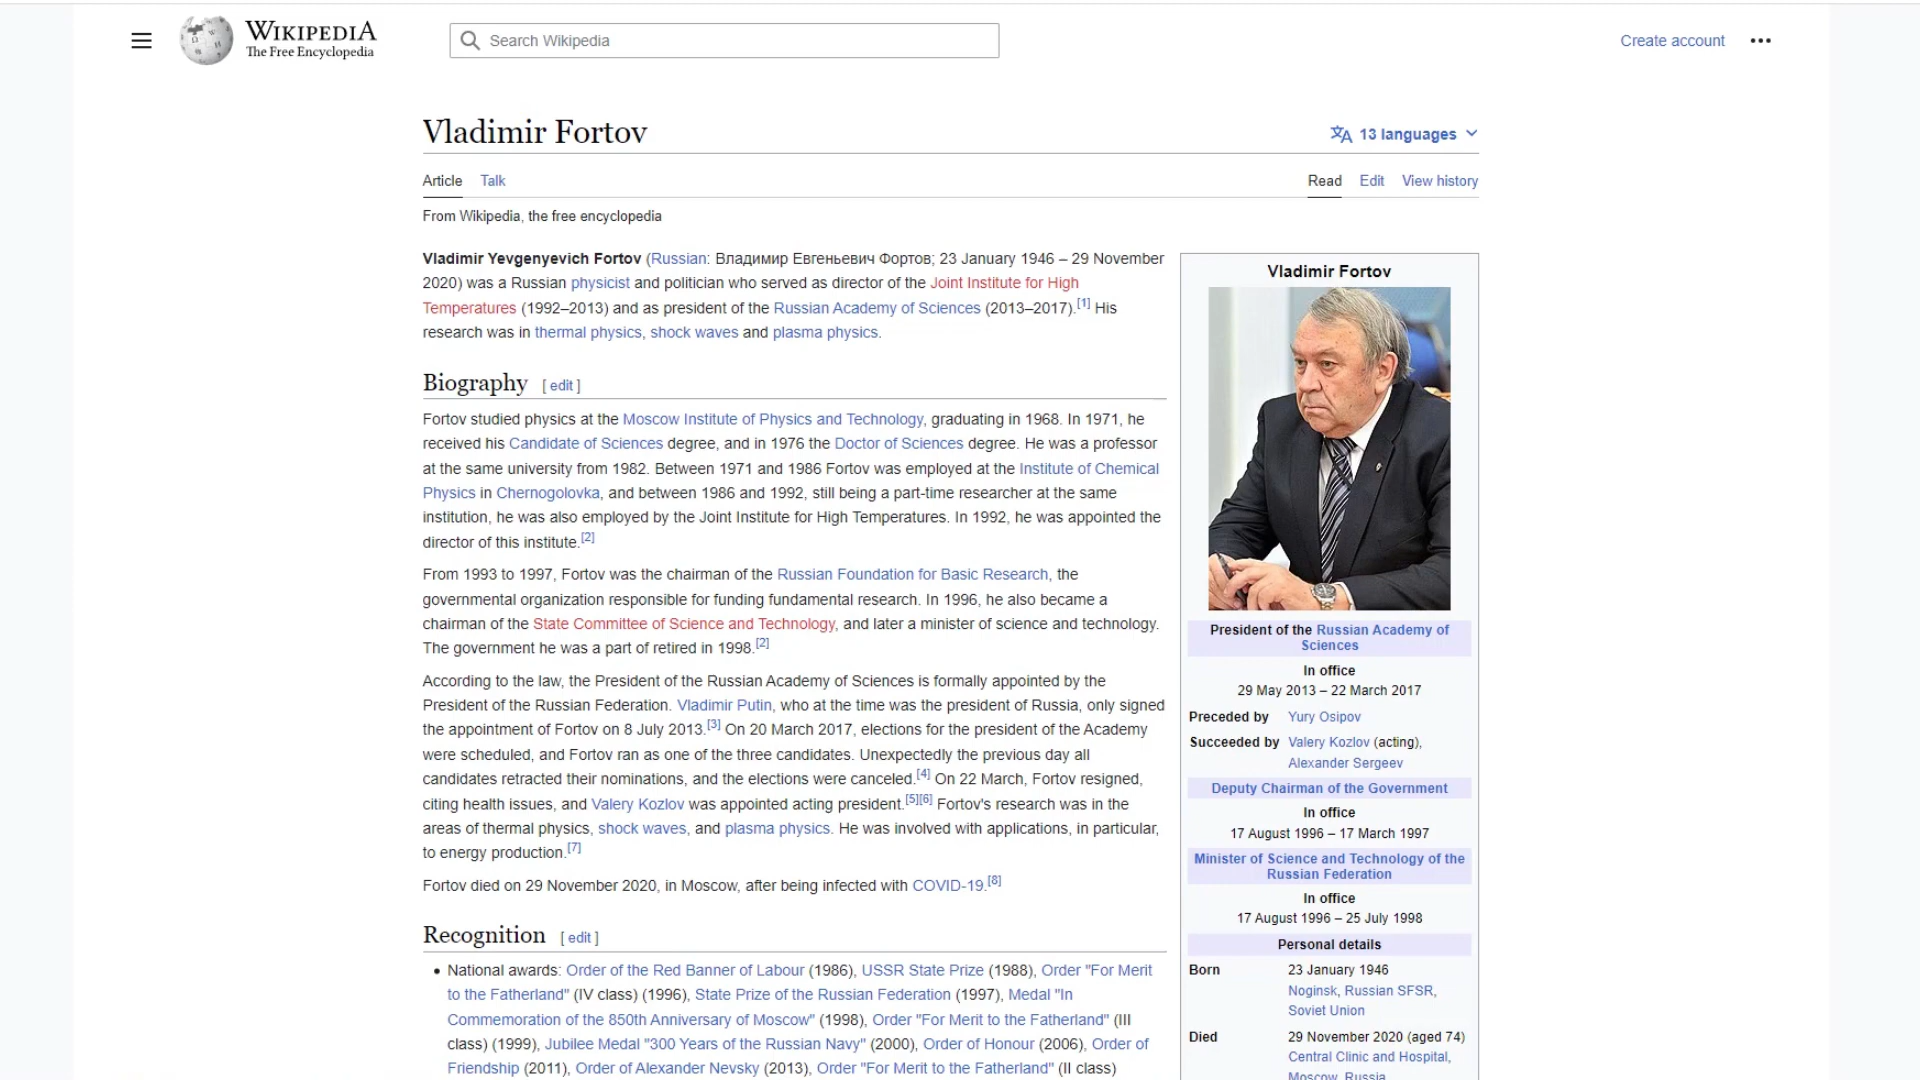 WIKIPEDIA
The Free Encyclopedia
Search Wikipedia
Create account
Vladimir Fortov
13 languages
Article Talk
Read Edit View history
From Wikipedia, the free encyclopedia
Vladimir Yevgenyevich Fortov (Russian: Владимир Евгеньевич Фортов; 23 January 1946 – 29 November
2020) was a Russian physicist and politician who served as director of the Joint Institute for High
Temperatures (1992–2013) and as president of the Russian Academy of Sciences (2013–2017).[1] His
research was in thermal physics, shock waves and plasma physics.
Biography [ edit ]
Fortov studied physics at the Moscow Institute of Physics and Technology, graduating in 1968. In 1971, he
received his Candidate of Sciences degree, and in 1976 the Doctor of Sciences degree. He was a professor
at the same university from 1982. Between 1971 and 1986 Fortov was employed at the Institute of Chemical
Physics in Chernogolovka, and between 1986 and 1992, still being a part-time researcher at the same
institution, he was also employed by the Joint Institute for High Temperatures. In 1992, he was appointed the
director of this institute.[2]
From 1993 to 1997, Fortov was the chairman of the Russian Foundation for Basic Research, the
governmental organization responsible for funding fundamental research. In 1996, he also became a
chairman of the State Committee of Science and Technology, and later a minister of science and technology.
The government he was a part of retired in 1998.[2]
According to the law, the President of the Russian Academy of Sciences is formally appointed by the
President of the Russian Federation. Vladimir Putin, who at the time was the president of Russia, only signed
the appointment of Fortov on 8 July 2013.[3] On 20 March 2017, elections for the president of the Academy
were scheduled, and Fortov ran as one of the three candidates. Unexpectedly the previous day all
candidates retracted their nominations, and the elections were canceled.[4] On 22 March, Fortov resigned,
citing health issues, and Valery Kozlov was appointed acting president.[5][6] Fortov's research was in the
areas of thermal physics, shock waves, and plasma physics. He was involved with applications, in particular,
to energy production.[7]
Fortov died on 29 November 2020, in Moscow, after being infected with COVID-19.[8]
Recognition [ edit ]
• National awards: Order of the Red Banner of Labour (1986), USSR State Prize (1988), Order "For Merit
to the Fatherland" (IV class) (1996), State Prize of the Russian Federation (1997), Medal "In
Commemoration of the 850th Anniversary of Moscow" (1998), Order "For Merit to the Fatherland" (III
class) (1999), Jubilee Medal "300 Years of the Russian Navy" (2000), Order of Honour (2006), Order of
Friendship (2011), Order of Alexander Nevsky (2013), Order "For Merit to the Fatherland" (II class)
Vladimir Fortov
President of the Russian Academy of
Sciences
In office
29 May 2013 – 22 March 2017
Preceded by Yury Osipov
Succeeded by Valery Kozlov (acting),
Alexander Sergeev
Deputy Chairman of the Government
In office
17 August 1996 – 17 March 1997
Minister of Science and Technology of the
Russian Federation
In office
17 August 1996 – 25 July 1998
Personal details
Born 23 January 1946
Noginsk, Russian SFSR,
Soviet Union
Died 29 November 2020 (aged 74)
Central Clinic and Hospital,
Moscow, Russia